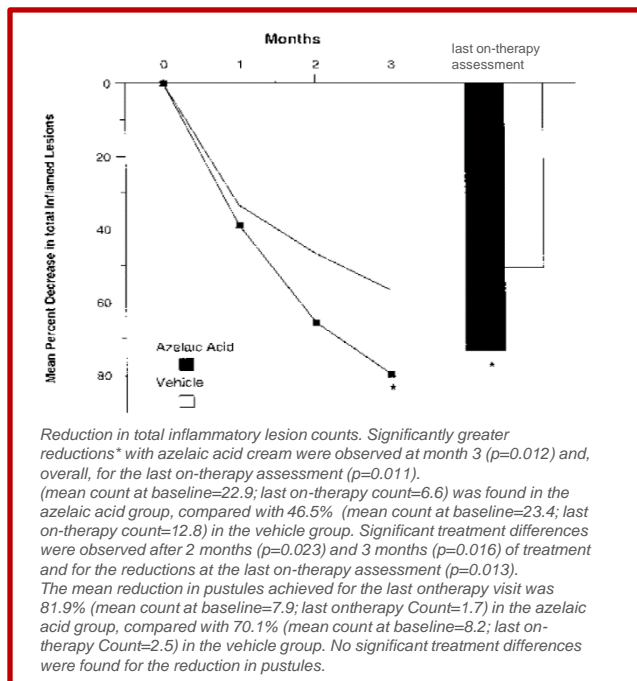 Months
last on-therapy
assessment
0 1 2 3
0
20
40
60
80
Mean Percent Decrease in total Inflamed Lesions
Azelaic Acid
Vehicle
*
*
Reduction in total inflammatory lesion counts. Significantly greater
reductions* with azelaic acid cream were observed at month 3 (p=0.012) and,
overall, for the last on-therapy assessment (p=0.011).
(mean count at baseline=22.9; last on-therapy count=6.6) was found in the
azelaic acid group, compared with 46.5% (mean count at baseline=23.4; last
on-therapy count=12.8) in the vehicle group. Significant treatment differences
were observed after 2 months (p=0.023) and 3 months (p=0.016) of treatment
and for the reductions at the last on-therapy assessment (p=0.013).
The mean reduction in pustules achieved for the last ontherapy visit was
81.9% (mean count at baseline=7.9; last ontherapy Count=1.7) in the azelaic
acid group, compared with 70.1% (mean count at baseline=8.2; last on-
therapy Count=2.5) in the vehicle group. No significant treatment differences
were found for the reduction in pustules.